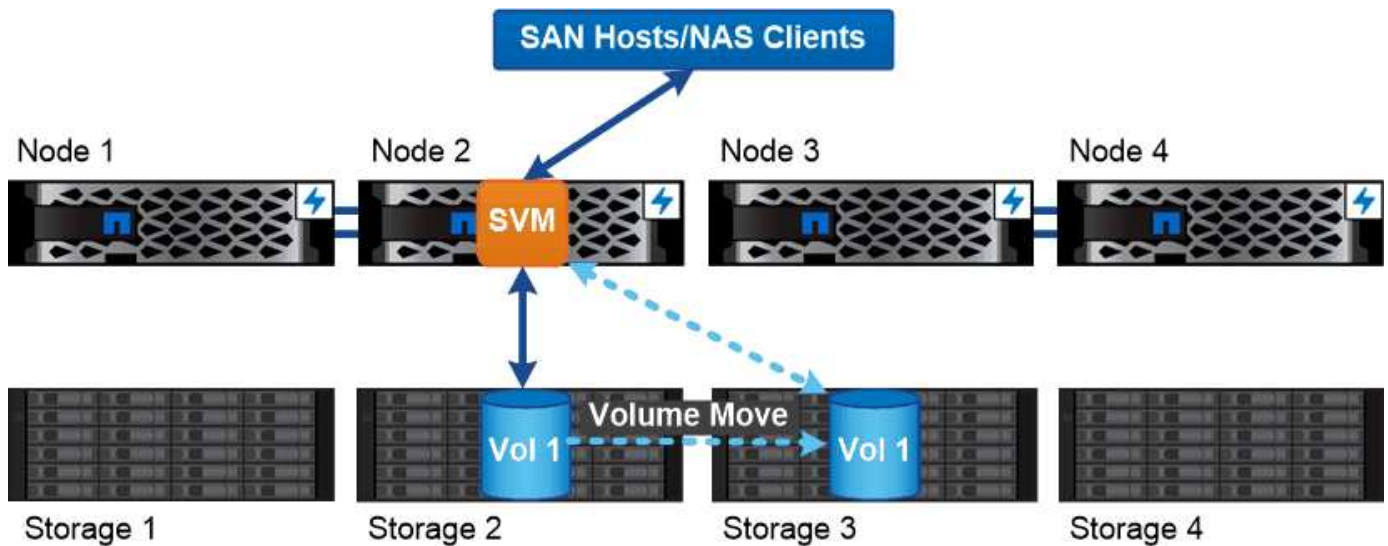 SAN Hosts/NAS Clients
Node 1
Node 2
Node 3
Node 4
SVM
Volume Move
Vol 1
Vol 1
Storage 1
Storage 2
Storage 3
Storage 4